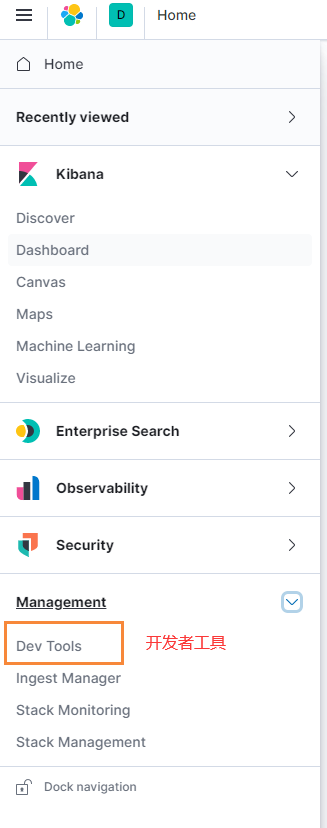 D Home
Home
Recently viewed
Kibana
Discover
Dashboard
Canvas
Maps
Machine Learning
Visualize
Enterprise Search
Observability
Security
Management
Dev Tools 开发者工具
Ingest Manager
Stack Monitoring
Stack Management
Dock navigation